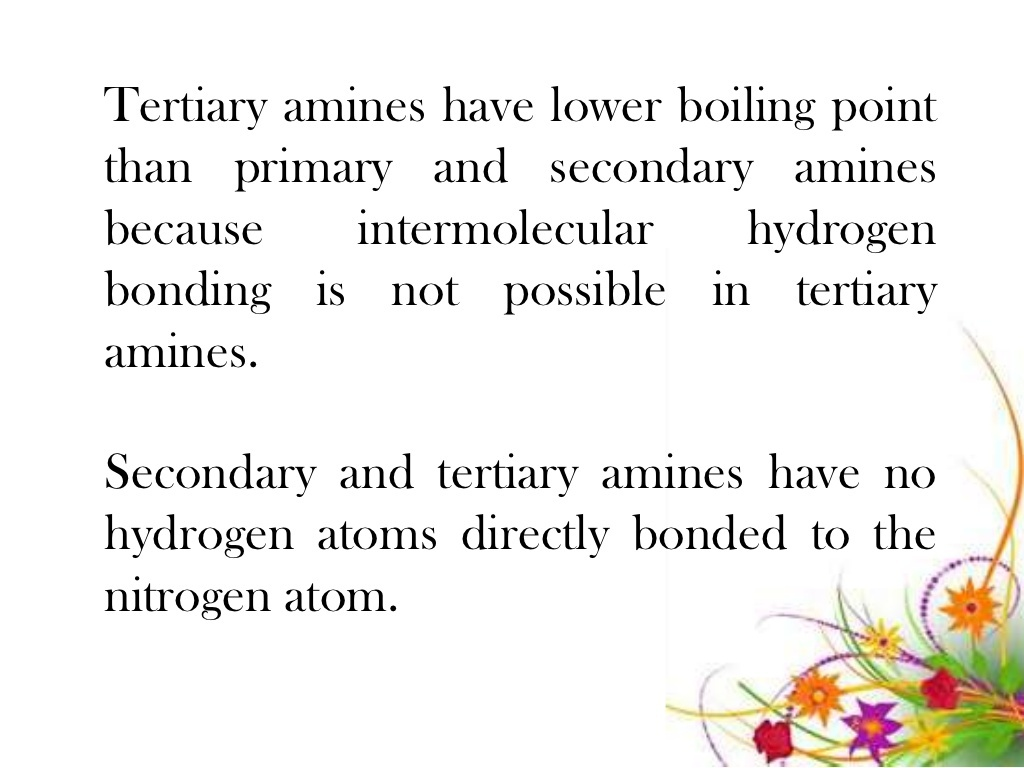 Tertiary amines have lower boiling point
than primary and secondary amines
because intermolecular hydrogen
bonding is not possible in tertiary
amines.
Secondary and tertiary amines have no
hydrogen atoms directly bonded to the
nitrogen atom.